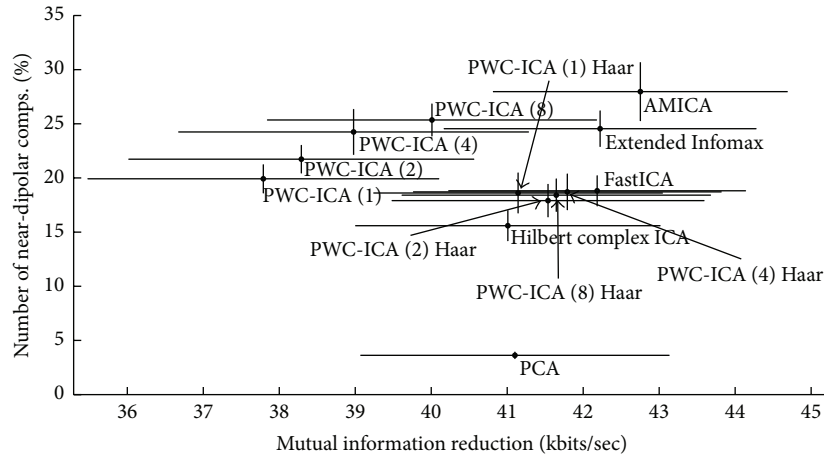 35
30
25
20
15
10
5
0
Number of near-dipolar comps. (%)
PWC-ICA (1) Haar
AMICA
PWC-ICA (8)
PWC-ICA (4)
Extended Infomax
PWC-ICA (2)
FastICA
PWC-ICA (1)
Hilbert complex ICA
PWC-ICA (2) Haar
PWC-ICA (4) Haar
PWC-ICA (8) Haar
PCA
36 37 38 39 40 41 42 43 44 45
Mutual information reduction (kbits/sec)